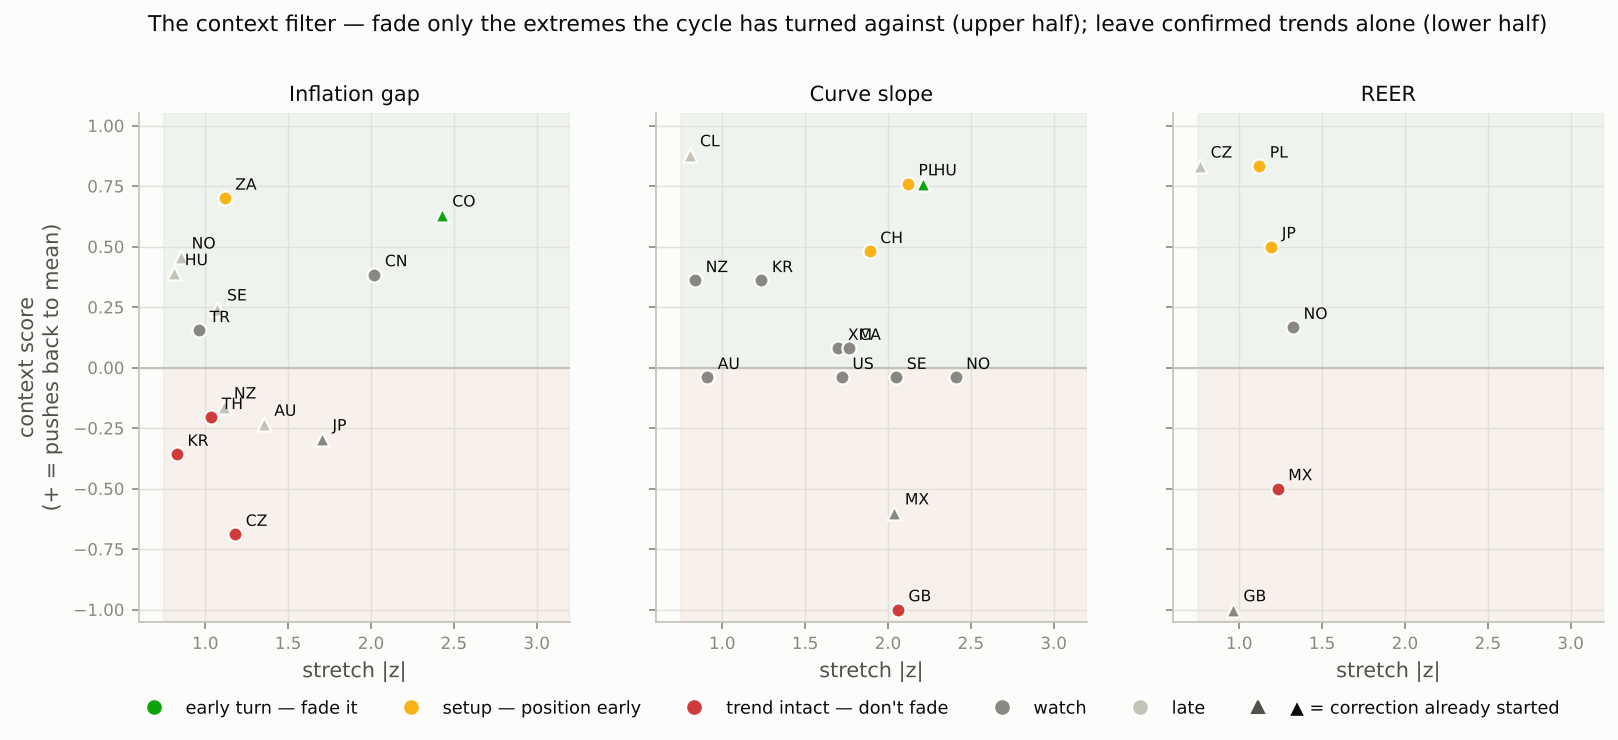 The context filter — fade only the extremes the cycle has turned against (upper half); leave confirmed trends alone (lower half)
Inflation gap
Curve slope
REER
context score
(+ = pushes back to mean)
1.00
0.75
0.50
0.25
0.00
−0.25
−0.50
−0.75
−1.00
ZA
CO
NO
HU
CN
SE
TR
NZ
TH
AU
JP
KR
CZ
1.0 1.5 2.0 2.5 3.0
stretch |z|
CL
PL HU
CH
NZ
KR
XM CA
AU
US
SE
NO
MX
GB
1.0 1.5 2.0 2.5 3.0
stretch |z|
CZ
PL
JP
NO
MX
GB
1.0 1.5 2.0 2.5 3.0
stretch |z|
early turn — fade it
setup — position early
trend intact — don't fade
watch
late
▲ = correction already started